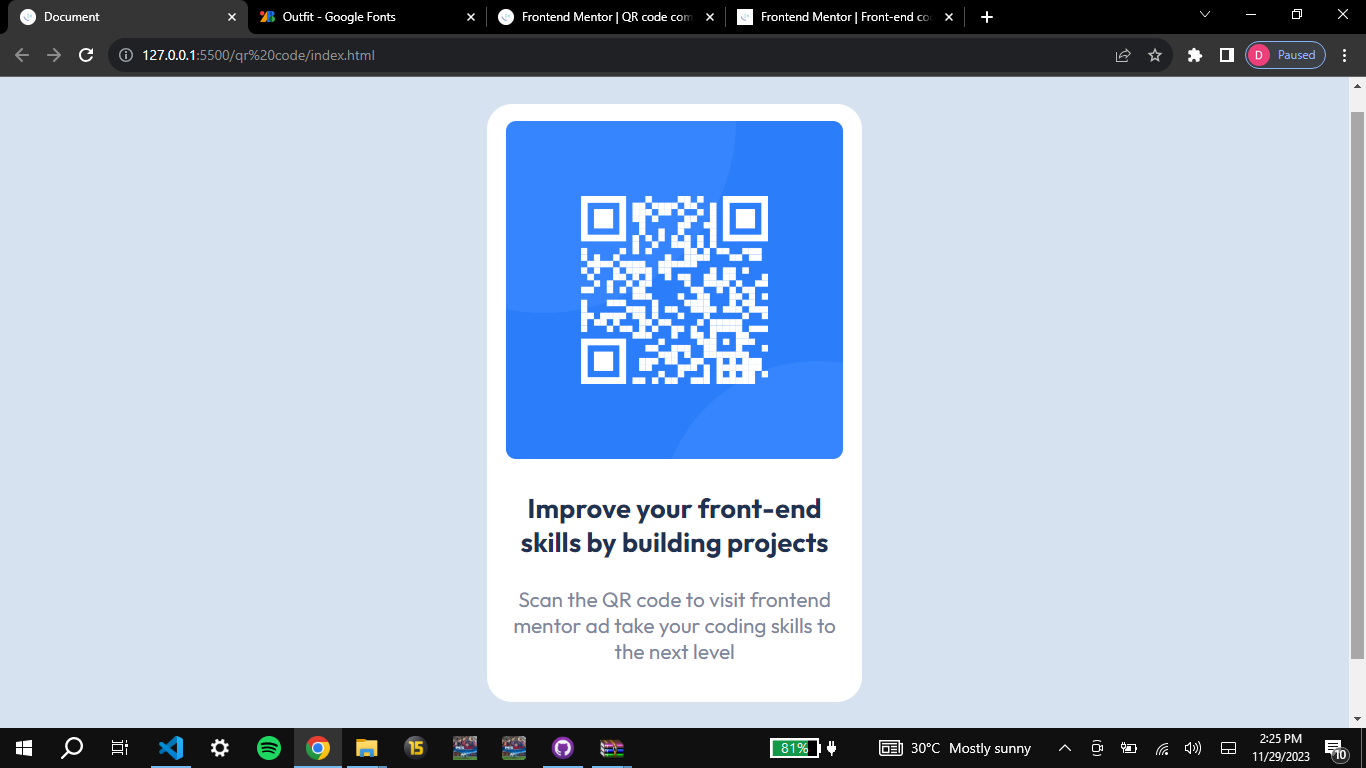 Document
Outfit - Google Fonts
Frontend Mentor | QR code com
Frontend Mentor | Front-end co
127.0.0.1:5500/qr%20code/index.html
D
Paused
Improve your front-end
skills by building projects
Scan the QR code to visit frontend
mentor ad take your coding skills to
the next level
15
81%
30°C Mostly sunny
2:25 PM
11/29/2023
10